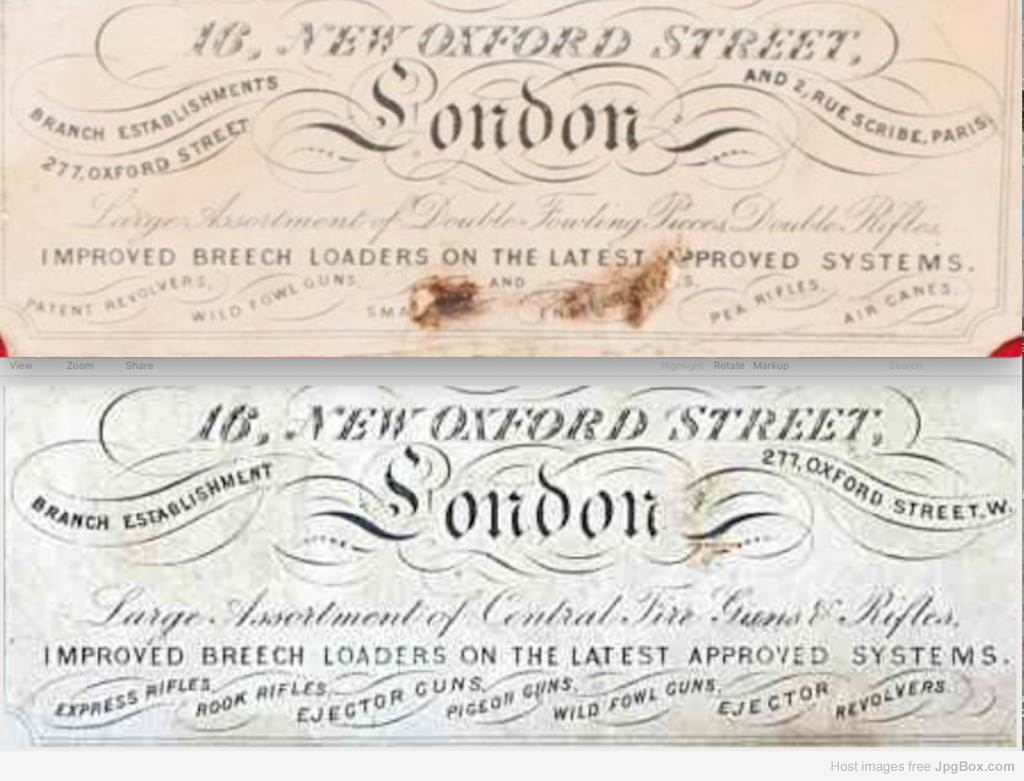 16, NEW OXFORD STREET,
BRANCH ESTABLISHMENTS
277, OXFORD STREET
London
AND 2, RUE SCRIBE, PARIS.
Large Assortment of Double Fowling Pieces, Double Rifles,
IMPROVED BREECH LOADERS ON THE LATEST APPROVED SYSTEMS.
PATENT REVOLVERS, WILD FOWL GUNS, AND PEA RIFLES, AIR CANES,
View Zoom Share Highlight Rotate Markup Search
16, NEW OXFORD STREET,
BRANCH ESTABLISHMENT
London
277, OXFORD STREET, W.
Large Assortment of Central Fire Guns & Rifles,
IMPROVED BREECH LOADERS ON THE LATEST APPROVED SYSTEMS.
EXPRESS RIFLES, ROOK RIFLES, EJECTOR GUNS, PIGEON GUNS, WILD FOWL GUNS, EJECTOR REVOLVERS.
Host images free JpgBox.com